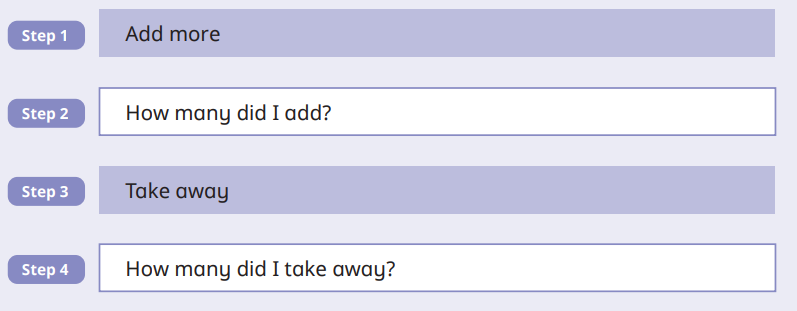 Step 1 Add more
Step 2 How many did I add?
Step 3 Take away
Step 4 How many did I take away?